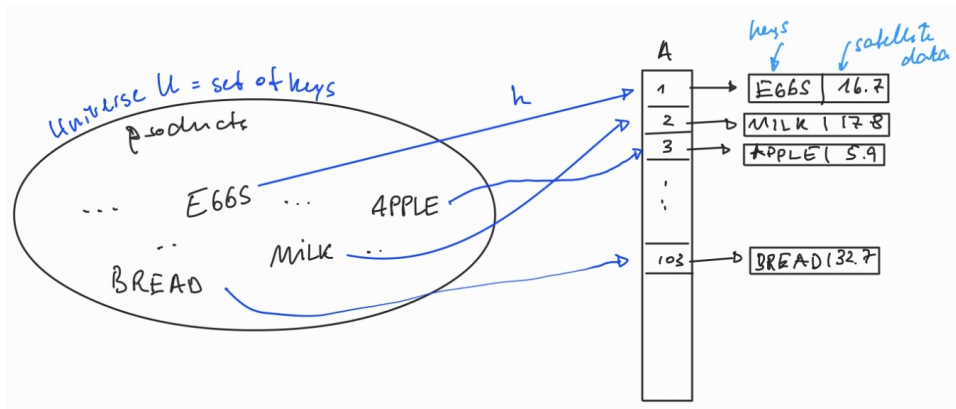 Universe U = set of keys
products
... EGGS ... APPLE
.. MILK ..
BREAD
h
A
1
2
3
103
keys
satellite
data
EGGS | 16.7
MILK | 17.8
APPLE | 5.9
BREAD | 32.7